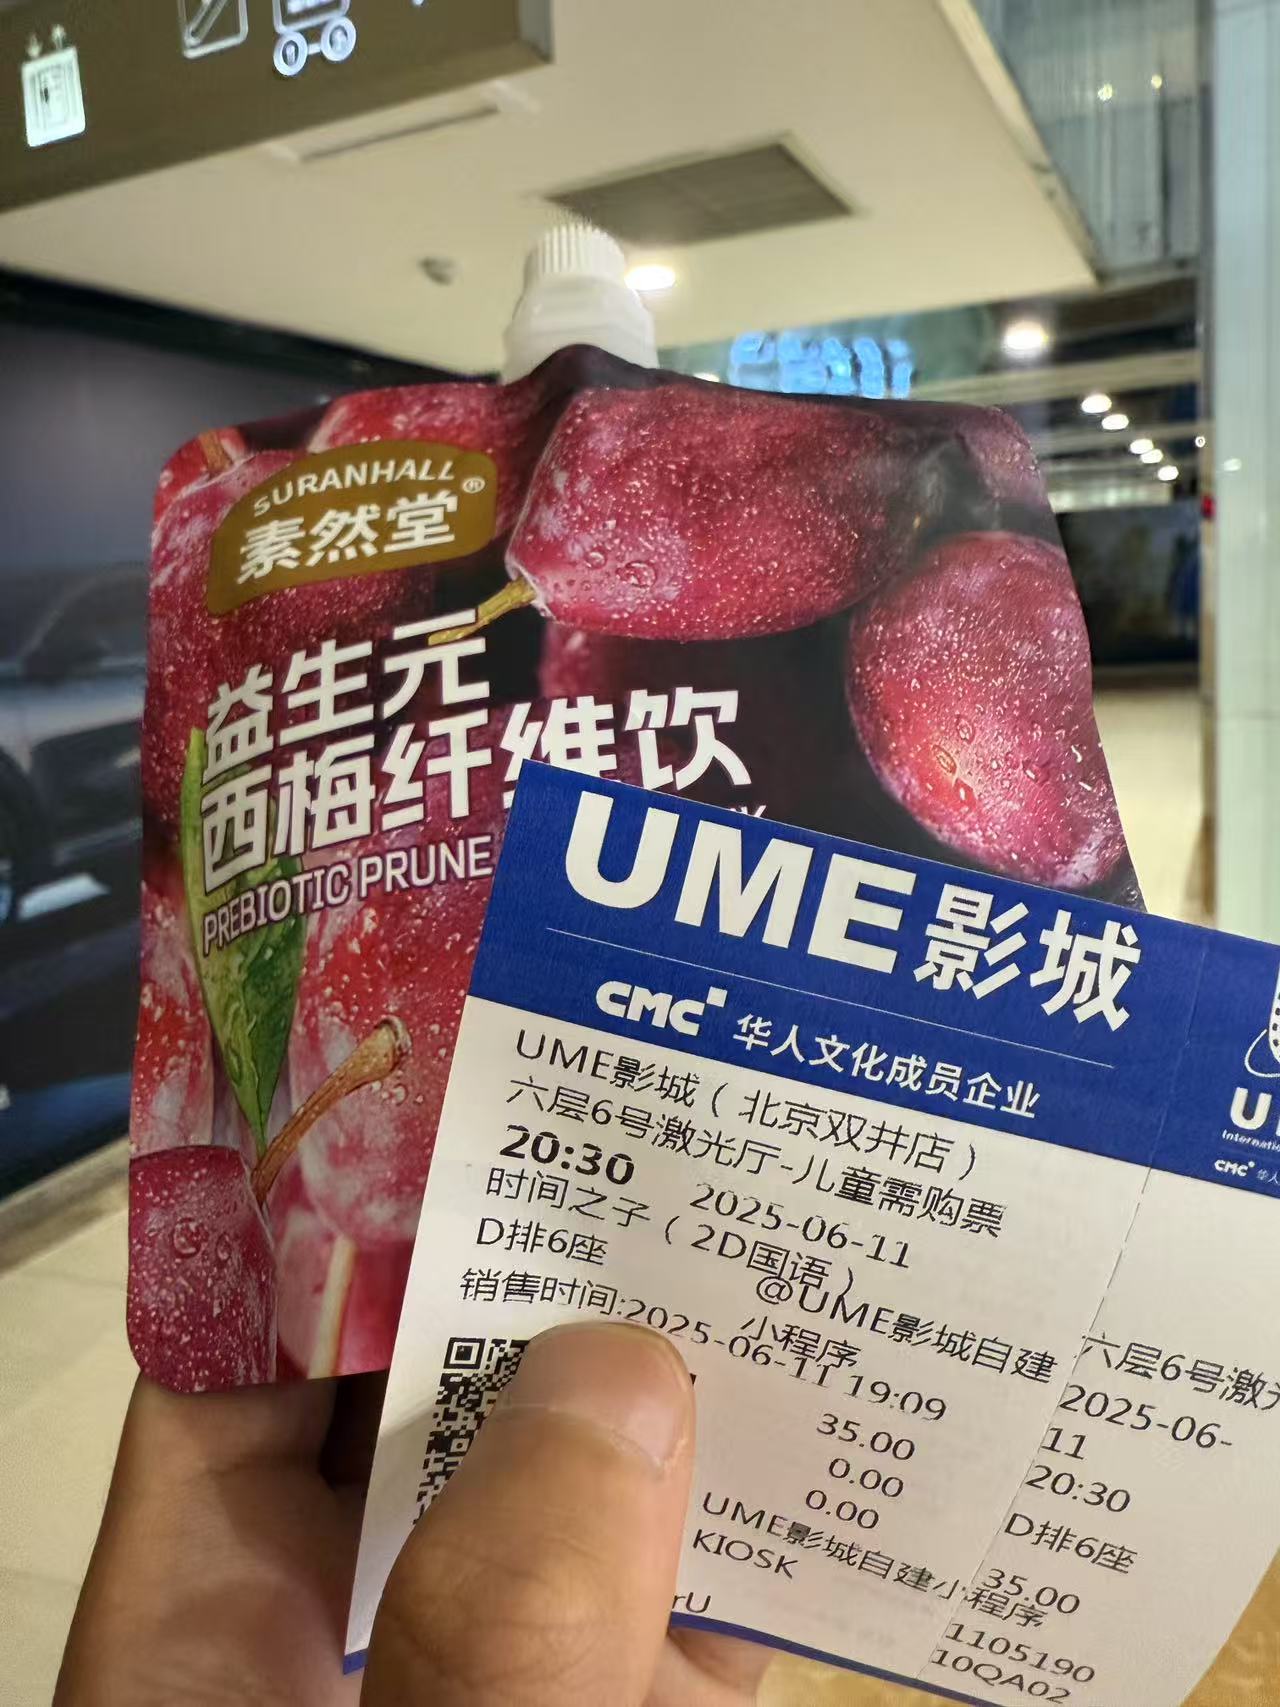 SURANHALL®
素然堂
益生元
西梅纤维饮
PREBIOTIC PRUNE
UME影城
CMC 华人文化成员企业
UME影城（北京双井店）
六层6号激光厅-儿童需购票
20:30 2025-06-11
时间之子（2D国语）
D排6座 @UME影城自建
小程序
销售时间:2025-06-11 19:09
35.00
0.00
0.00
UME影城自建小程序
KIOSK
rU
U
CMC 华人
六层6号激光
2025-06-
11
20:30
D排6座
35.00
1105190
10QA02